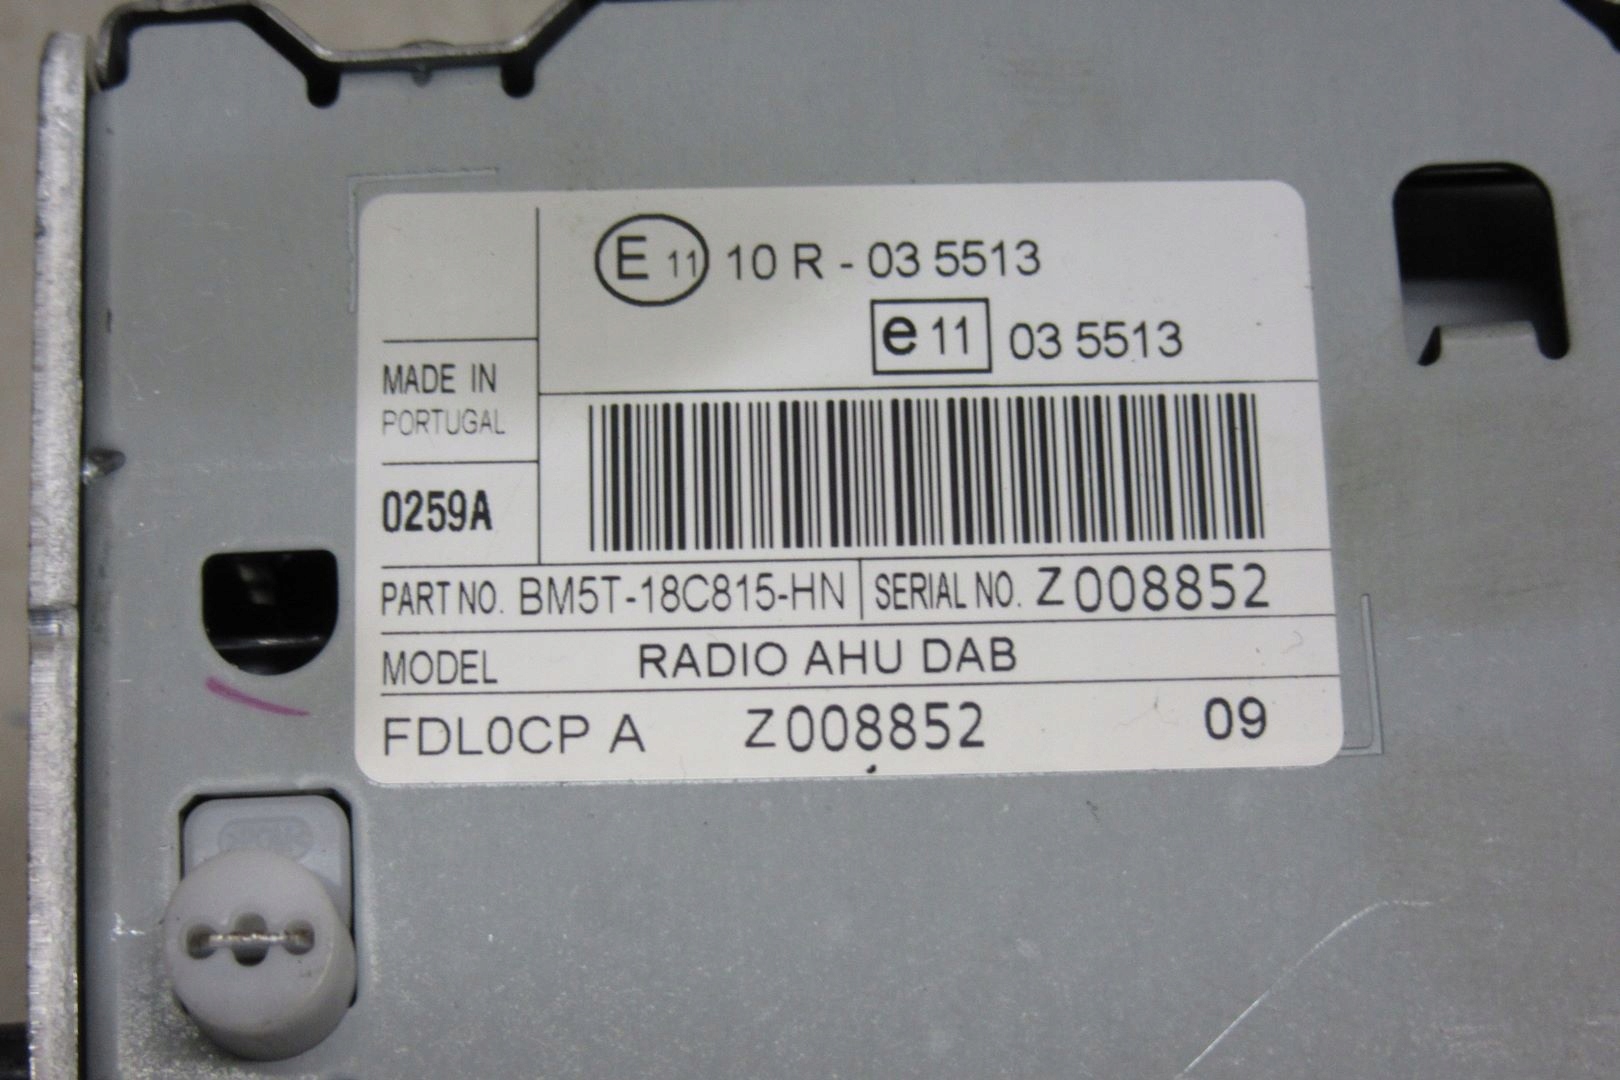 E 11 10 R - 03 5513
e 11 03 5513
MADE IN
PORTUGAL
0259A
PART NO. BM5T-18C815-HN SERIAL NO. Z008852
MODEL RADIO AHU DAB
FDL0CP A Z008852 09